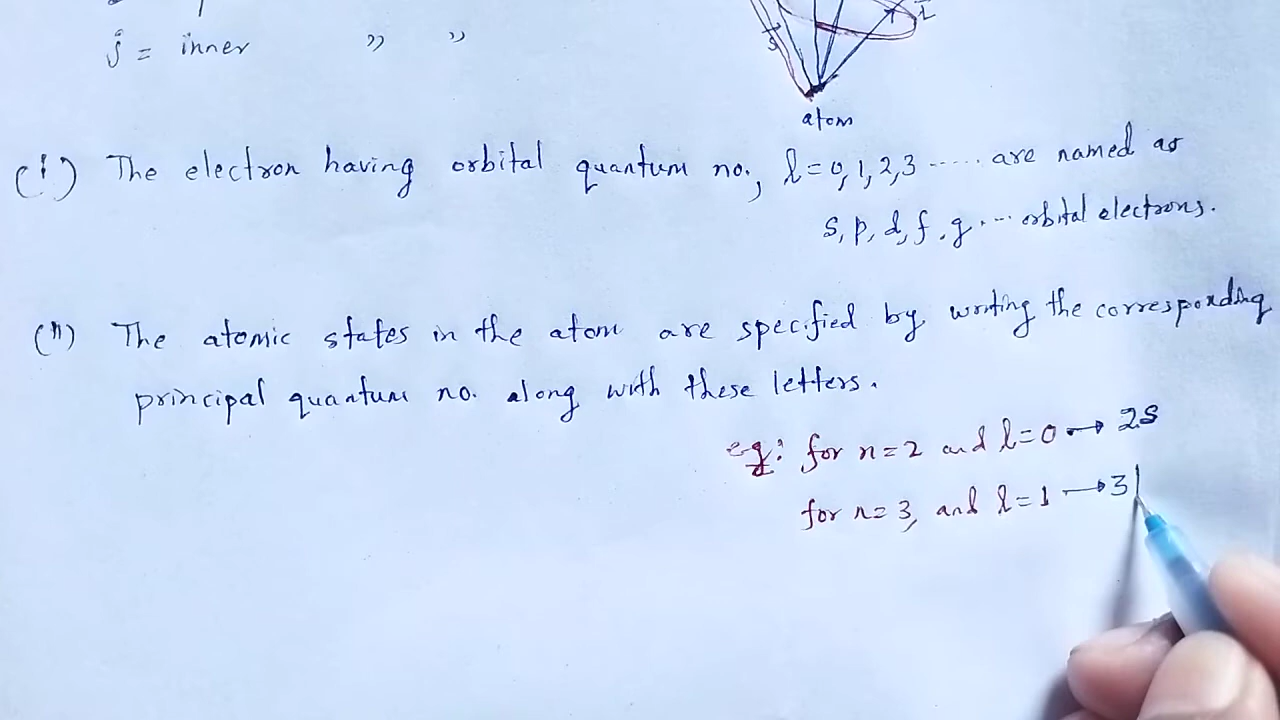 j = inner " "
S L
atom
(i) The electron having orbital quantum no., l = 0, 1, 2, 3 ...... are named as
s, p, d, f, g .... orbital electrons.
(ii) The atomic states in the atom are specified by writing the corresponding
principal quantum no. along with these letters.
eg: for n = 2 and l = 0 → 2s
for n = 3, and l = 1 → 3